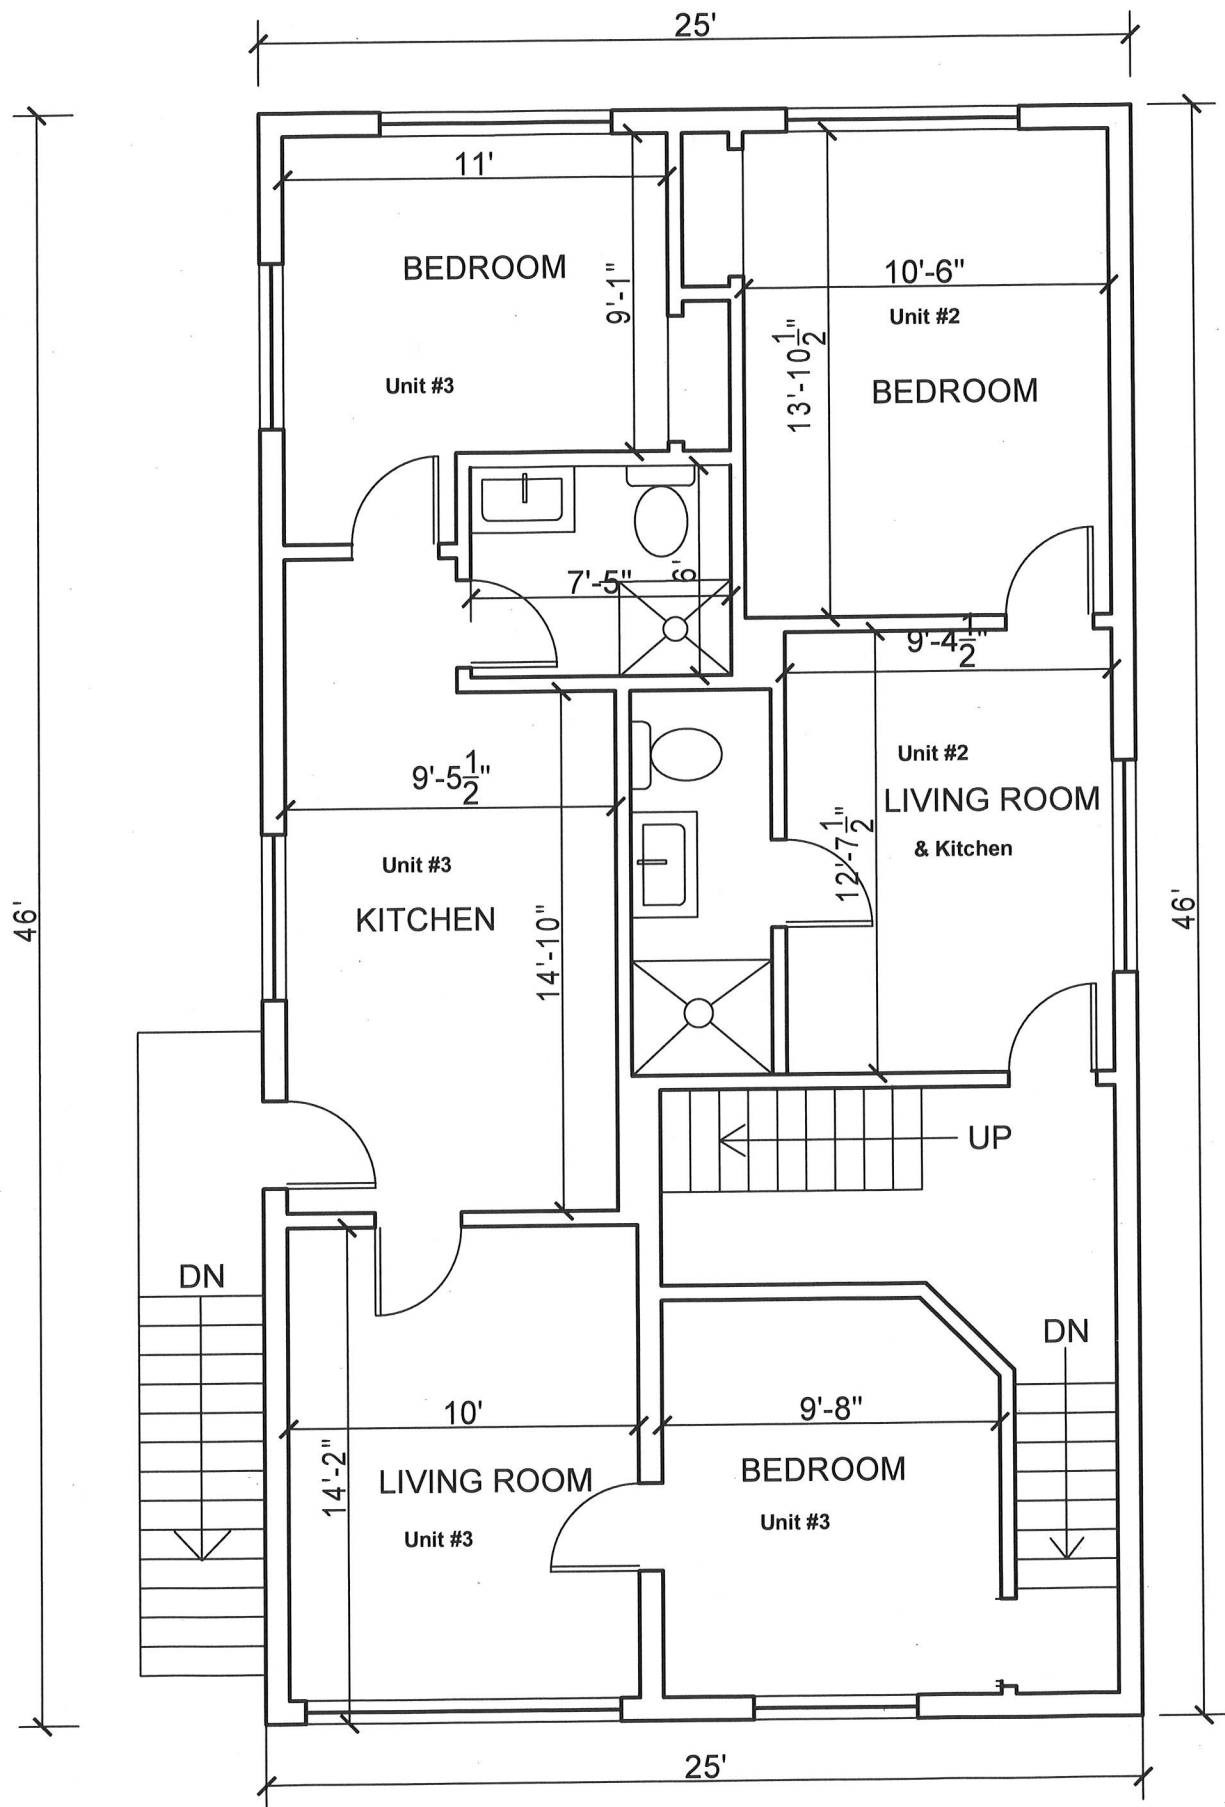 25'
11'
BEDROOM
9'-1"
Unit #3
10'-6"
Unit #2
13'-10 1/2"
BEDROOM
7'-5"
6'
9'-4 1/2"
Unit #2
LIVING ROOM
& Kitchen
12'-7 1/2"
9'-5 1/2"
Unit #3
KITCHEN
14'-10"
46'
46'
UP
DN
DN
10'
14'-2"
LIVING ROOM
Unit #3
9'-8"
BEDROOM
Unit #3
25'